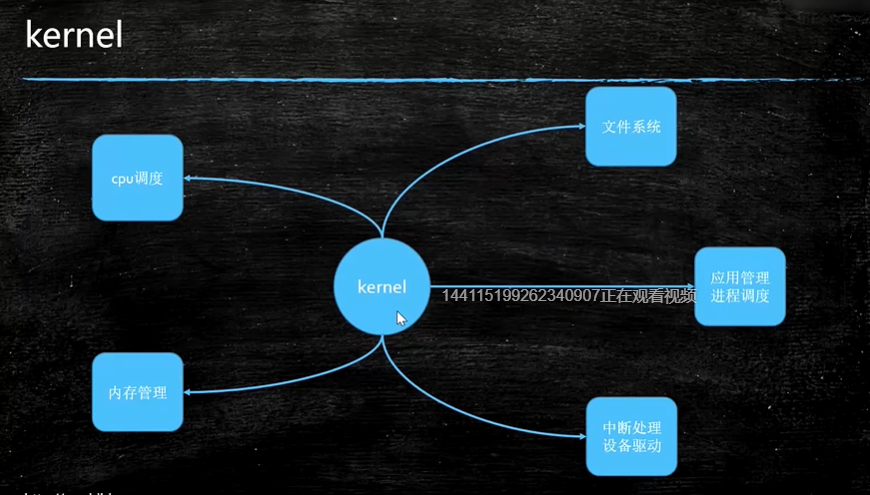 kernel
文件系统
cpu调度
kernel
应用管理
进程调度
144115199262340907正在观看视频
内存管理
中断处理
设备驱动